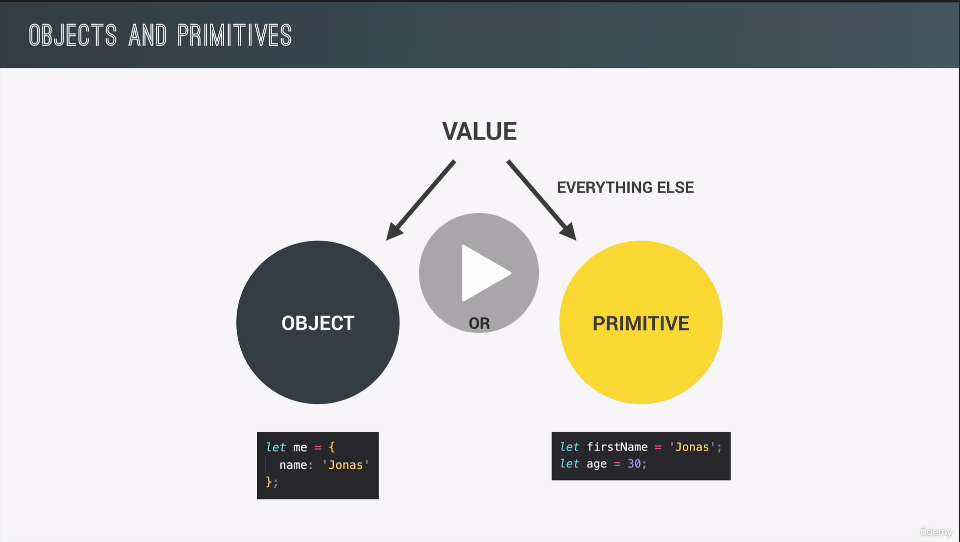 OBJECTS AND PRIMITIVES
VALUE
EVERYTHING ELSE
OBJECT
OR
PRIMITIVE
let me = {
  name: 'Jonas'
};
let firstName = 'Jonas';
let age = 30;
ûdemy